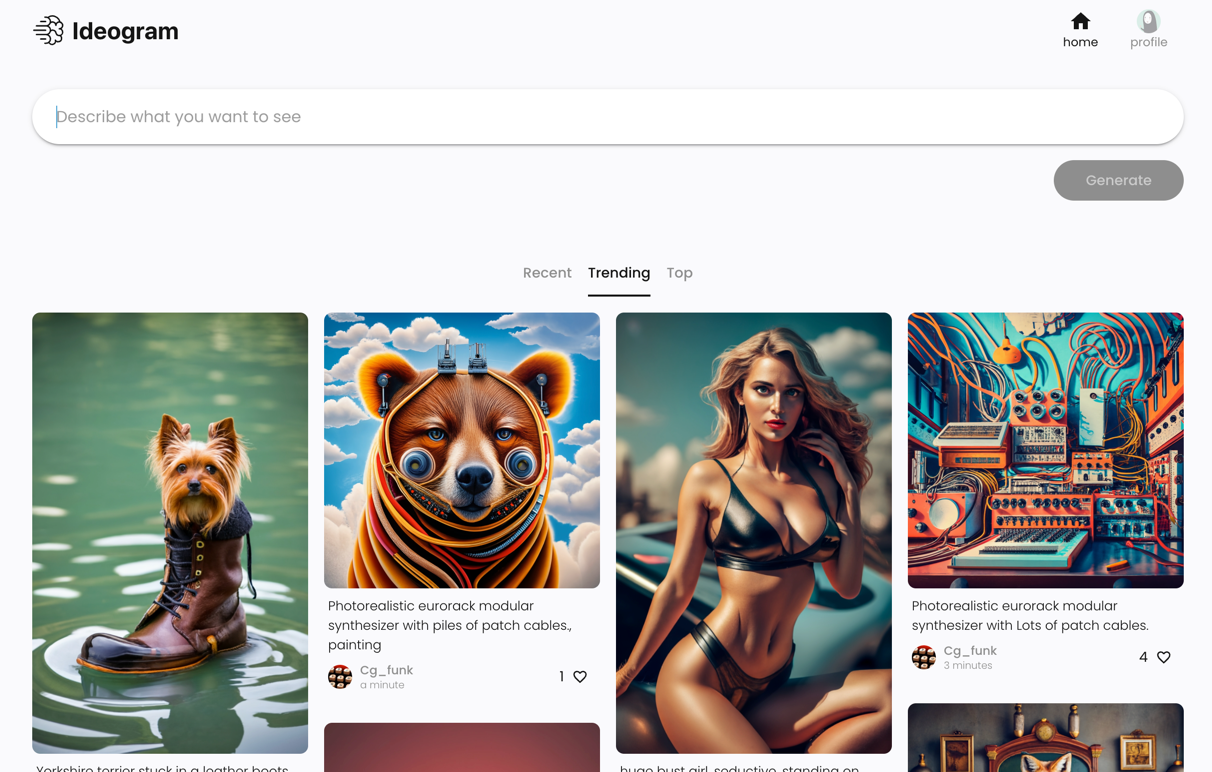 Ideogram
home
profile
Describe what you want to see
Generate
Recent
Trending
Top
Yorkshire terrier stuck in a leather boots
Photorealistic eurorack modular
synthesizer with piles of patch cables.,
painting
Cg_funk
a minute
1
huge bust girl, seductive, standing on
Photorealistic eurorack modular
synthesizer with Lots of patch cables.
Cg_funk
3 minutes
4